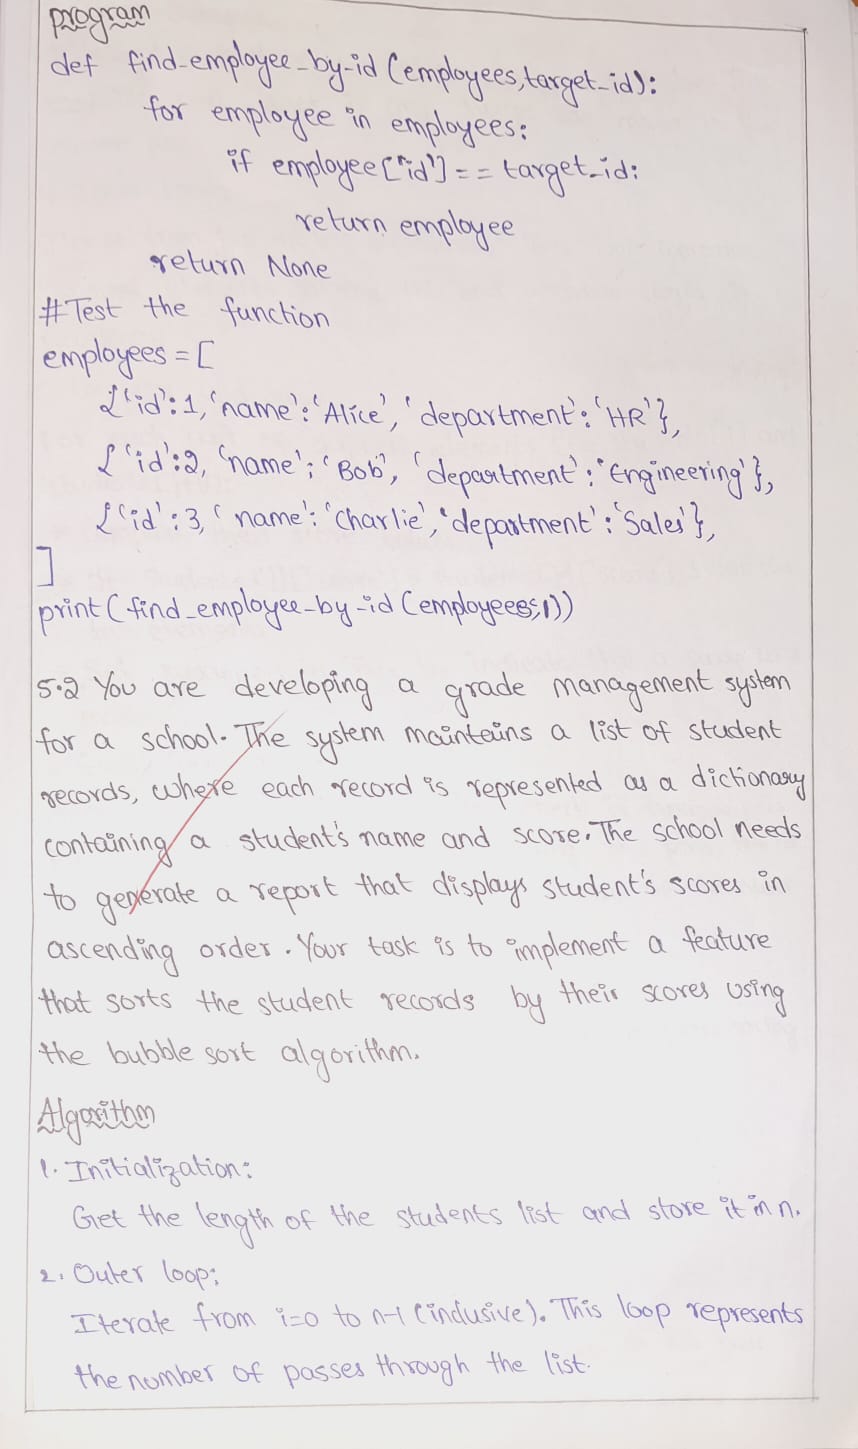 program
def find_employee_by_id (employees,target_id):
for employee in employees:
if employee['id'] == target_id:
return employee
return None
#Test the function
employees = [
{'id':1, 'name':'Alice', 'department': 'HR'},
{'id':2, 'name': 'Bob', 'department': 'Engineering'},
{'id': 3, 'name': 'charlie', 'department': 'Sales'},
]
print(find_employee_by_id (employees,1))
5.2 You are developing a grade management system
for a school. The system maintains a list of student
records, where each record is represented as a dictionary
containing a student's name and score. The school needs
to generate a report that displays student's scores in
ascending order. Your task is to implement a feature
that sorts the student records by their scores using
the bubble sort algorithm.
Algorithm
1. Initialization:
Get the length of the students list and store it in n.
2. Outer loop:
Iterate from i=0 to n-1 (inclusive). This loop represents
the number of passes through the list.